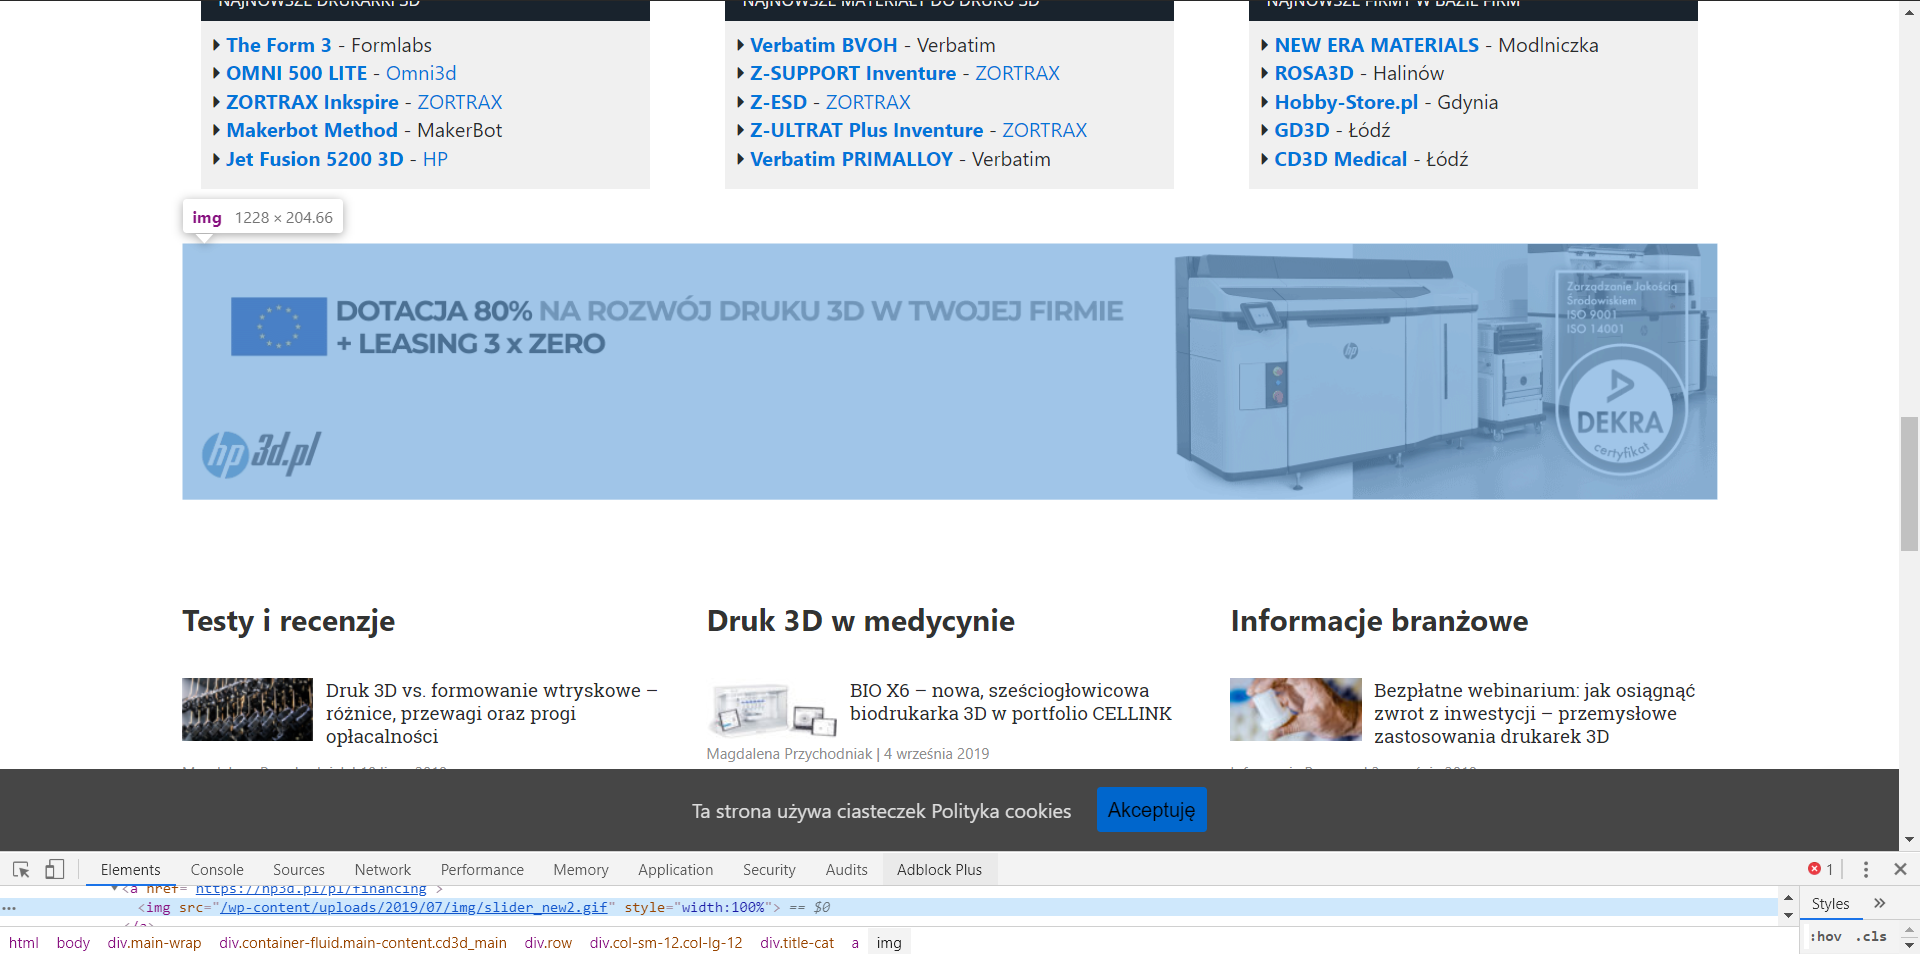 NAJNOWSZE DRUKARKI 3D
The Form 3 - Formlabs
OMNI 500 LITE - Omni3d
ZORTRAX Inkspire - ZORTRAX
Makerbot Method - MakerBot
Jet Fusion 5200 3D - HP
NAJNOWSZE MATERIAŁY DO DRUKU 3D
Verbatim BVOH - Verbatim
Z-SUPPORT Inventure - ZORTRAX
Z-ESD - ZORTRAX
Z-ULTRAT Plus Inventure - ZORTRAX
Verbatim PRIMALLOY - Verbatim
NAJNOWSZE FIRMY W BAZIE FIRM
NEW ERA MATERIALS - Modlniczka
ROSA3D - Halinów
Hobby-Store.pl - Gdynia
GD3D - Łódź
CD3D Medical - Łódź
img 1228 × 204.66
DOTACJA 80% NA ROZWÓJ DRUKU 3D W TWOJEJ FIRMIE
+ LEASING 3 x ZERO
hp 3d.pl
hp
Zarządzanie Jakością
Środowiskiem
ISO 9001
ISO 14001
DEKRA
certyfikat
Testy i recenzje
Druk 3D vs. formowanie wtryskowe –
różnice, przewagi oraz progi
opłacalności
Druk 3D w medycynie
BIO X6 – nowa, sześciogłowicowa
biodrukarka 3D w portfolio CELLINK
Magdalena Przychodniak | 4 września 2019
Informacje branżowe
Bezpłatne webinarium: jak osiągnąć
zwrot z inwestycji – przemysłowe
zastosowania drukarek 3D
Ta strona używa ciasteczek Polityka cookies
Akceptuję
Elements Console Sources Network Performance Memory Application Security Audits Adblock Plus
1
<a href="https://hp3d.pl/pl/financing">
<img src="/wp-content/uploads/2019/07/img/slider_new2.gif" style="width:100%"> == $0
html body div.main-wrap div.container-fluid.main-content.cd3d_main div.row div.col-sm-12.col-lg-12 div.title-cat a img
Styles
:hov .cls